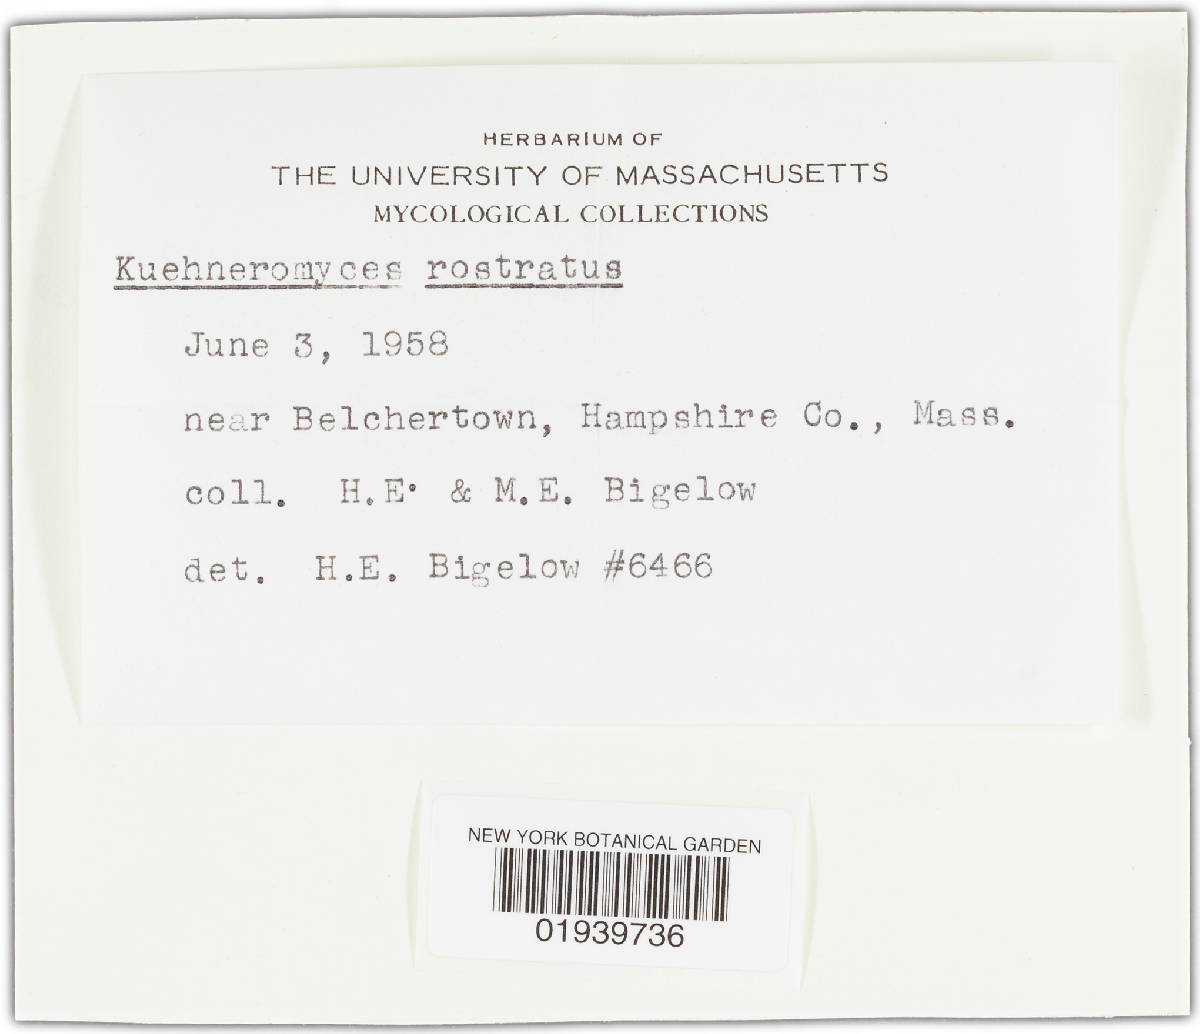 HERBARIUM OF
THE UNIVERSITY OF MASSACHUSETTS
MYCOLOGICAL COLLECTIONS
Kuehneromyces rostratus
June 3, 1958
near Belchertown, Hampshire Co., Mass.
coll. H.E. & M.E. Bigelow
det. H.E. Bigelow #6466
NEW YORK BOTANICAL GARDEN
01939736